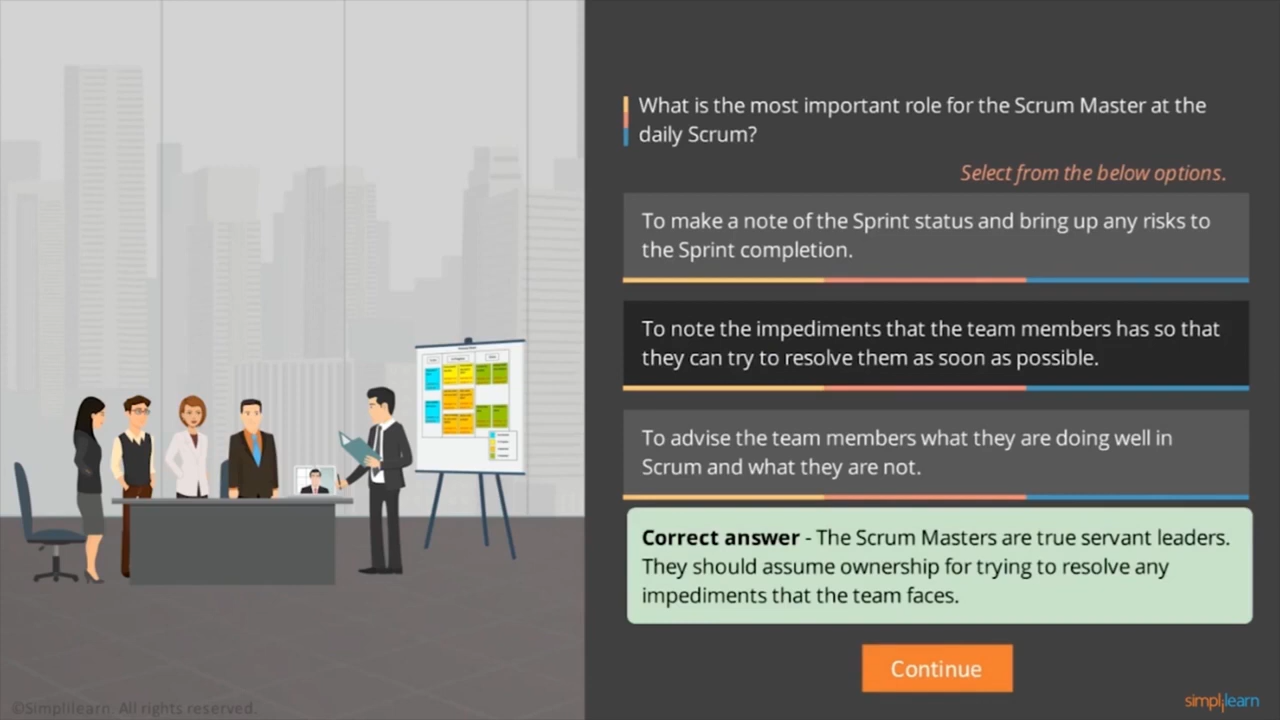 What is the most important role for the Scrum Master at the
daily Scrum?
Select from the below options.
To make a note of the Sprint status and bring up any risks to
the Sprint completion.
To note the impediments that the team members has so that
they can try to resolve them as soon as possible.
To advise the team members what they are doing well in
Scrum and what they are not.
Correct answer - The Scrum Masters are true servant leaders.
They should assume ownership for trying to resolve any
impediments that the team faces.
Continue
©Simplilearn. All rights reserved.
simplilearn